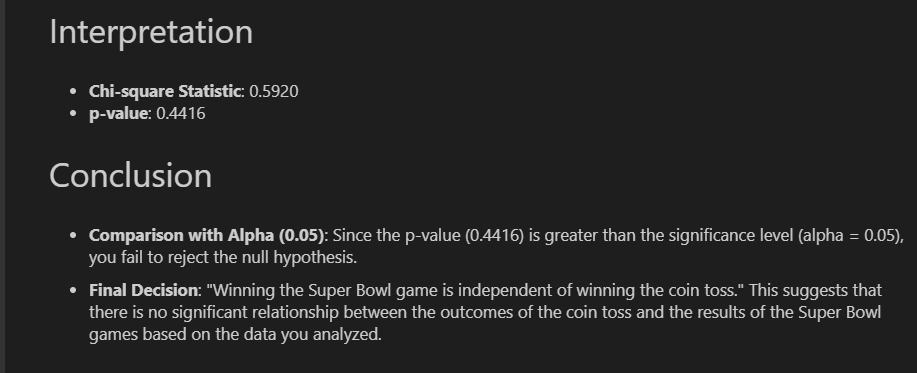 Interpretation
• Chi-square Statistic: 0.5920
• p-value: 0.4416
Conclusion
• Comparison with Alpha (0.05): Since the p-value (0.4416) is greater than the significance level (alpha = 0.05),
you fail to reject the null hypothesis.
• Final Decision: "Winning the Super Bowl game is independent of winning the coin toss." This suggests that
there is no significant relationship between the outcomes of the coin toss and the results of the Super Bowl
games based on the data you analyzed.